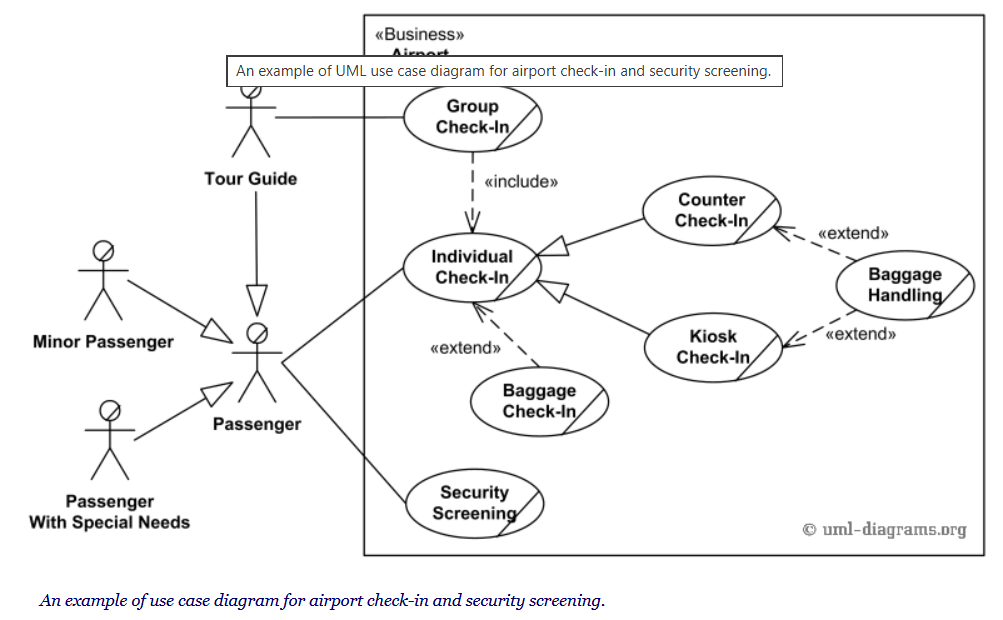 «Business»
Airport
An example of UML use case diagram for airport check-in and security screening.
Group
Check-In
Tour Guide
«include»
Counter
Check-In
«extend»
Individual
Check-In
Baggage
Handling
Minor Passenger
«extend»
Kiosk
Check-In
«extend»
Baggage
Check-In
Passenger
Passenger
With Special Needs
Security
Screening
© uml-diagrams.org
An example of use case diagram for airport check-in and security screening.